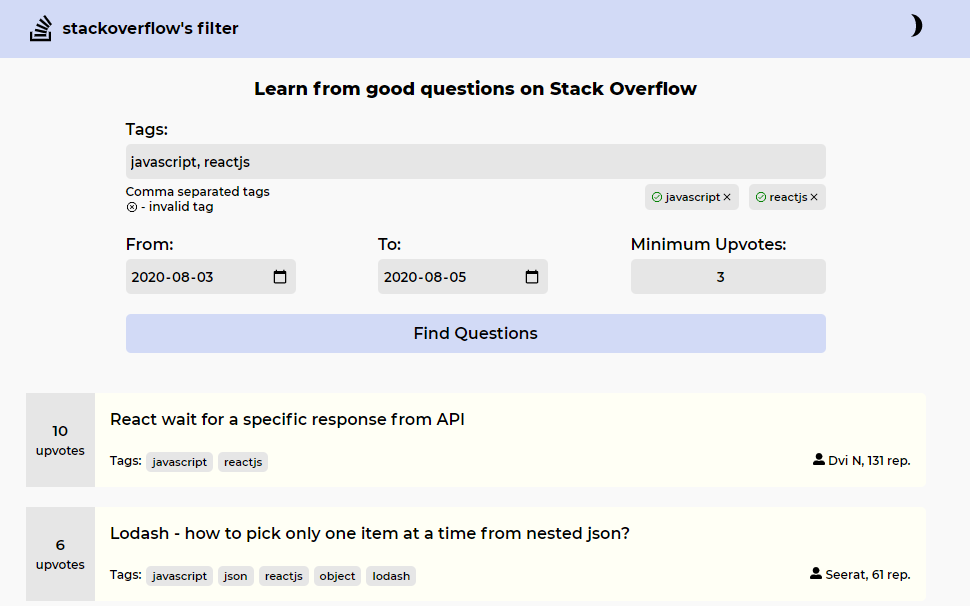 stackoverflow's filter
Learn from good questions on Stack Overflow
Tags:
javascript, reactjs
Comma separated tags
- invalid tag
javascript × reactjs ×
From: To: Minimum Upvotes:
2020-08-03 2020-08-05 3
Find Questions
10
upvotes
React wait for a specific response from API
Tags: javascript reactjs
Dvi N, 131 rep.
6
upvotes
Lodash - how to pick only one item at a time from nested json?
Tags: javascript json reactjs object lodash
Seerat, 61 rep.